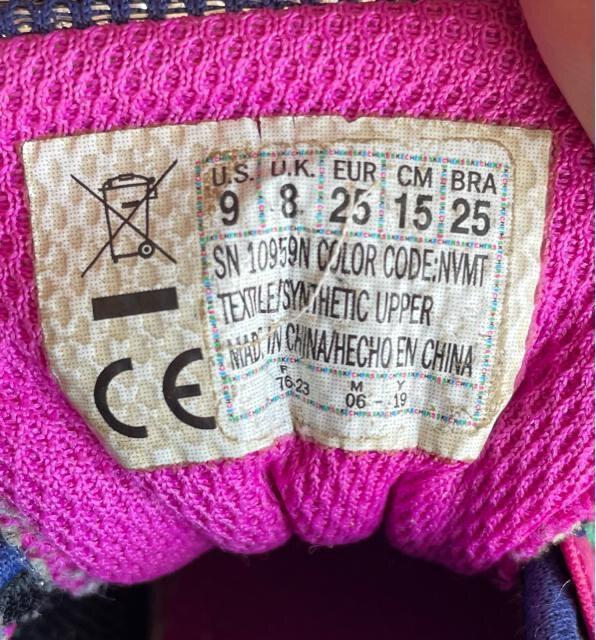 U.S. U.K. EUR CM BRA
9 8 25 15 25
SN 10959N COLOR CODE:NVMT
TEXTILE/SYNTHETIC UPPER
MADE IN CHINA/HECHO EN CHINA
F M Y
76-23 06 - 19
CE